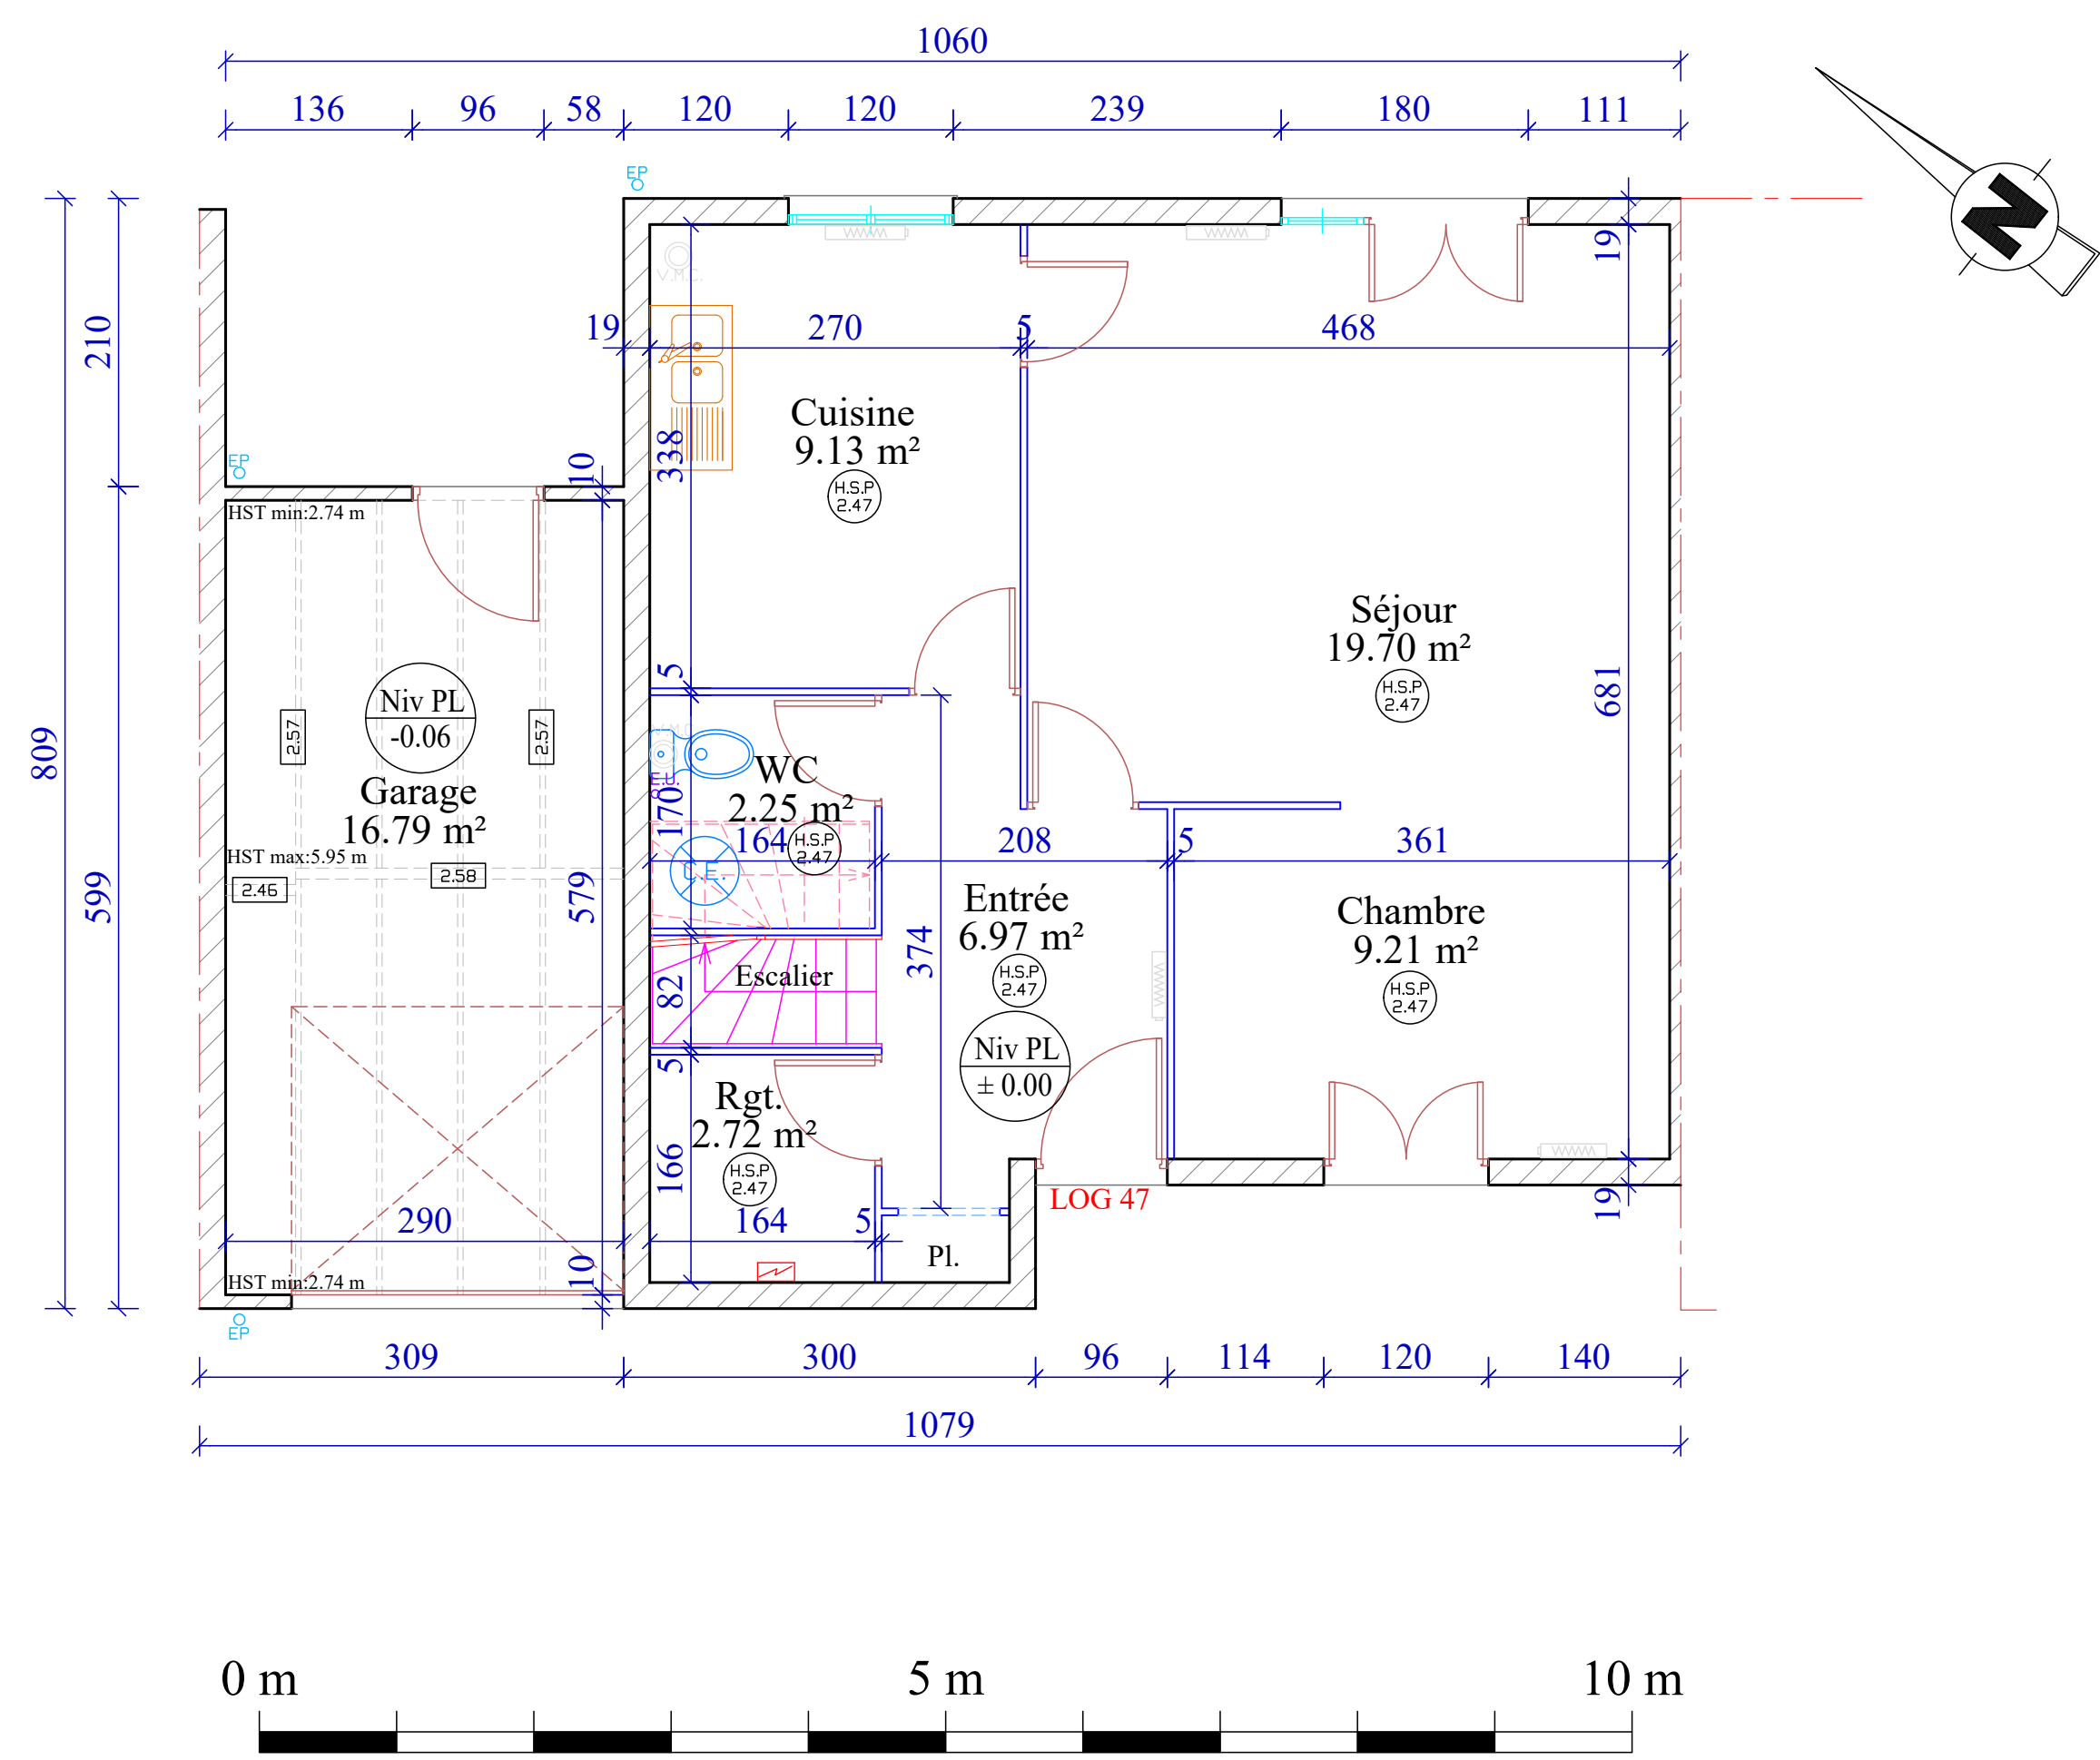 1060
136 96 58 120 120 239 180 111
EP
N
V.M.C.
19
19 270 5 468
210
Cuisine
9.13 m²
H.S.P
2.47
338
EP
10
HST min:2.74 m
Séjour
19.70 m²
H.S.P
2.47
5
681
Niv PL
-0.06
2.57
2.57
809
Garage
16.79 m²
V.M.C.
WC
2.25 m²
H.S.P
2.47
E.U.
170
164 208 5 361
HST max:5.95 m
2.46
2.58
C.E.
599
579
Entrée
6.97 m²
H.S.P
2.47
374
Chambre
9.21 m²
H.S.P
2.47
Escalier
82
Niv PL
± 0.00
5
Rgt.
2.72 m²
H.S.P
2.47
166
LOG 47
19
290
164 5
Pl.
10
HST min:2.74 m
EP
309 300 96 114 120 140
1079
0 m 5 m 10 m